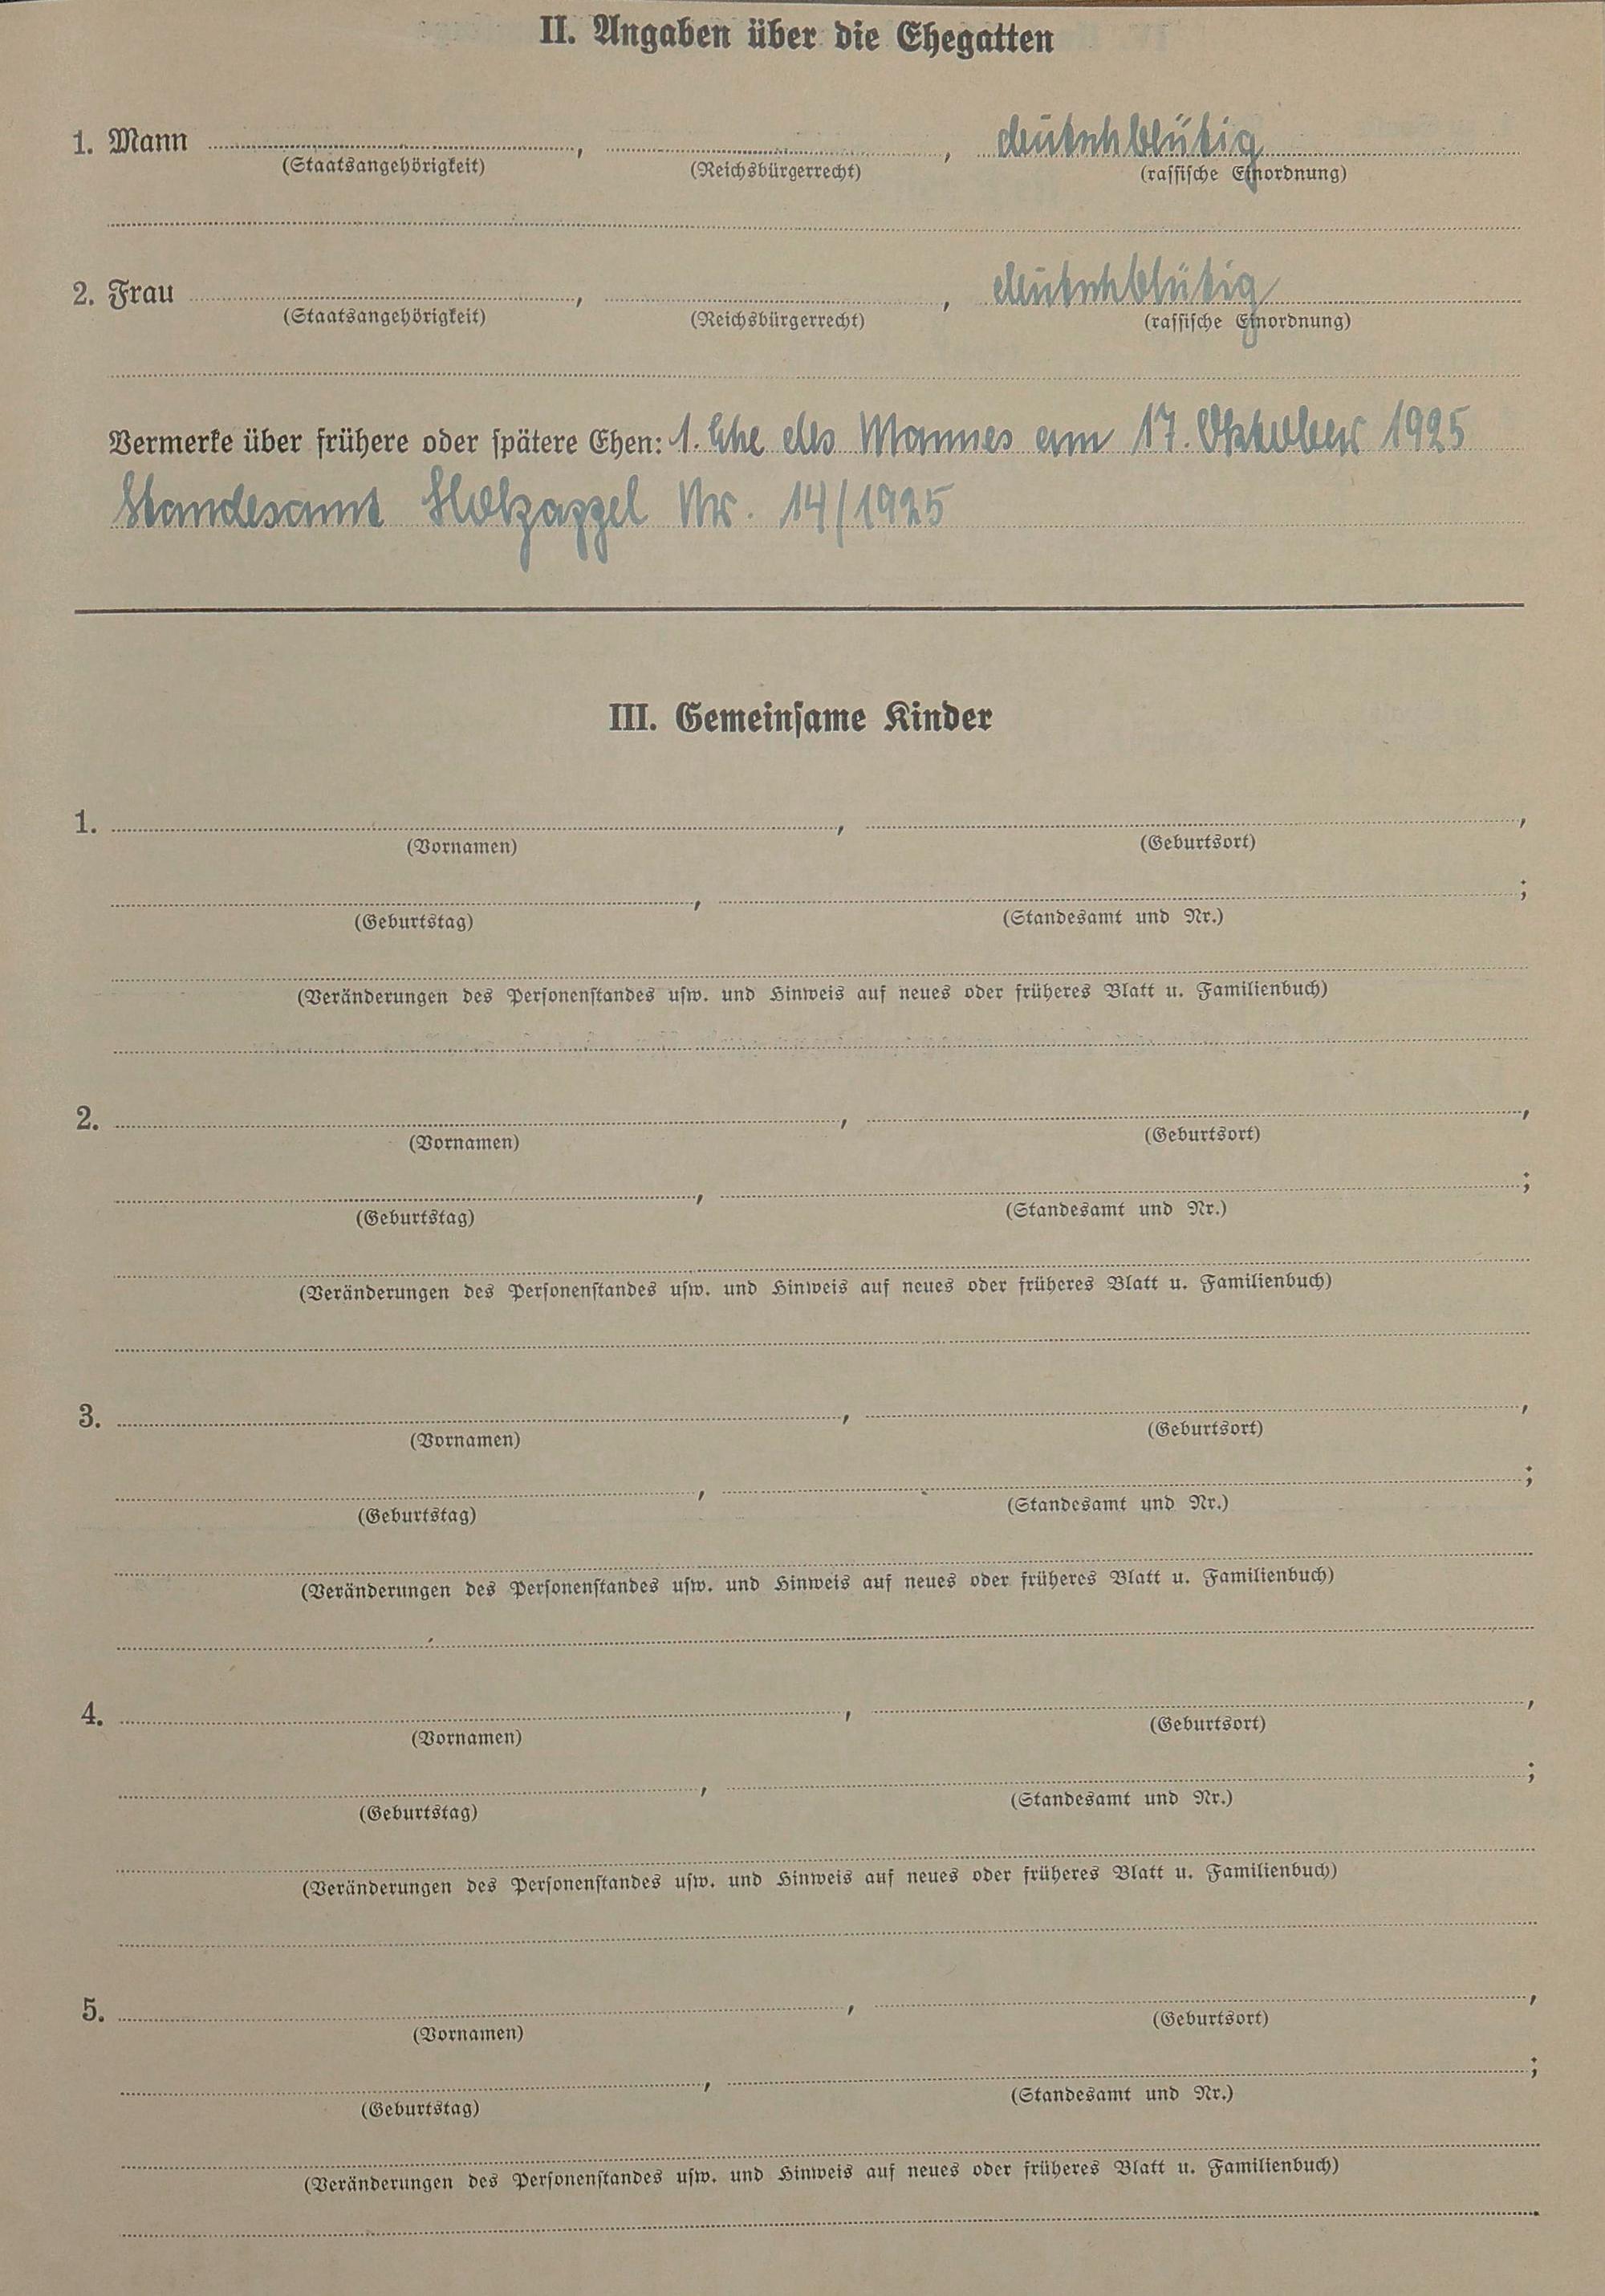 II. Angaben über die Ehegatten
1. Mann , , deutschblütig
(Staatsangehörigkeit) (Reichsbürgerrecht) (rassische Einordnung)
2. Frau , , deutschblütig
(Staatsangehörigkeit) (Reichsbürgerrecht) (rassische Einordnung)
Vermerke über frühere oder spätere Ehen: 1. Ehe des Mannes am 17. Oktober 1925
Standesamt Holzappel Nr. 14/1925
III. Gemeinsame Kinder
1. , ,
(Vornamen) (Geburtsort)
, ;
(Geburtstag) (Standesamt und Nr.)
(Veränderungen des Personenstandes usw. und Hinweis auf neues oder früheres Blatt u. Familienbuch)
2. , ,
(Vornamen) (Geburtsort)
, ;
(Geburtstag) (Standesamt und Nr.)
(Veränderungen des Personenstandes usw. und Hinweis auf neues oder früheres Blatt u. Familienbuch)
3. , ,
(Vornamen) (Geburtsort)
, ;
(Geburtstag) (Standesamt und Nr.)
(Veränderungen des Personenstandes usw. und Hinweis auf neues oder früheres Blatt u. Familienbuch)
4. , ,
(Vornamen) (Geburtsort)
, ;
(Geburtstag) (Standesamt und Nr.)
(Veränderungen des Personenstandes usw. und Hinweis auf neues oder früheres Blatt u. Familienbuch)
5. , ,
(Vornamen) (Geburtsort)
, ;
(Geburtstag) (Standesamt und Nr.)
(Veränderungen des Personenstandes usw. und Hinweis auf neues oder früheres Blatt u. Familienbuch)